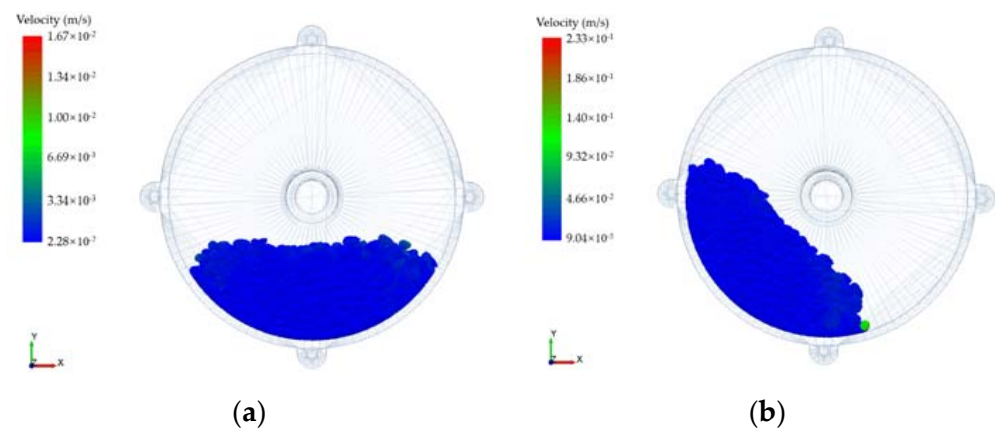 Velocity (m/s)
1.67×10⁻²
1.34×10⁻²
1.00×10⁻²
6.69×10⁻³
3.34×10⁻³
2.28×10⁻⁷
Y
Z
X
(a)
Velocity (m/s)
2.33×10⁻¹
1.86×10⁻¹
1.40×10⁻¹
9.32×10⁻²
4.66×10⁻²
9.04×10⁻⁵
Y
Z
X
(b)